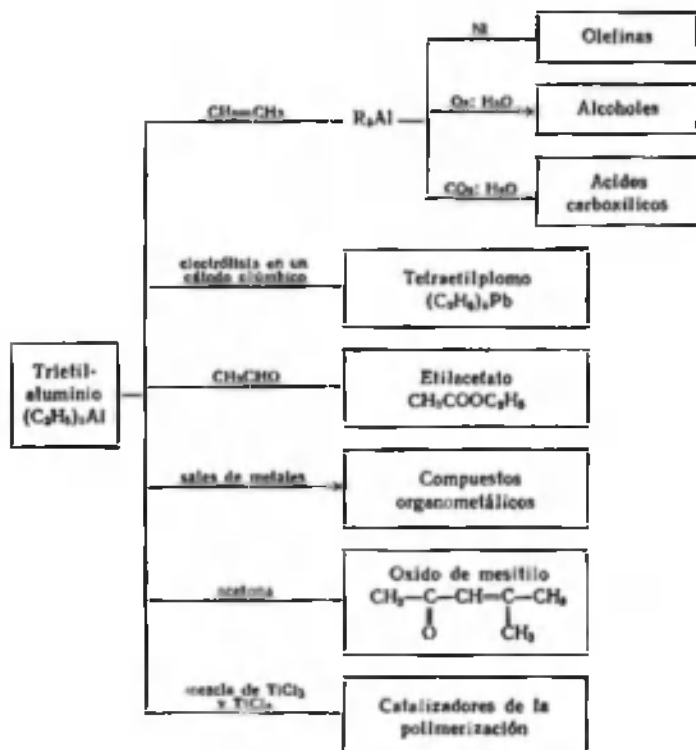 Ni
Olefinas
CH₂=CH₂
R₃Al
O₂; H₂O
Alcoholes
CO₂; H₂O
Acidos
carboxílicos
electrólisis en un
cátodo plúmbico
Tetraetilplomo
(C₂H₅)₄Pb
Trietil-
aluminio
(C₂H₅)₃Al
CH₃CHO
Etilacetato
CH₃COOC₂H₅
sales de metales
Compuestos
organometálicos
acetona
Oxido de mesitilo
CH₃—C—CH=C—CH₃
O
CH₃
mezcla de TiCl₃
y TiCl₄
Catalizadores de la
polimerización